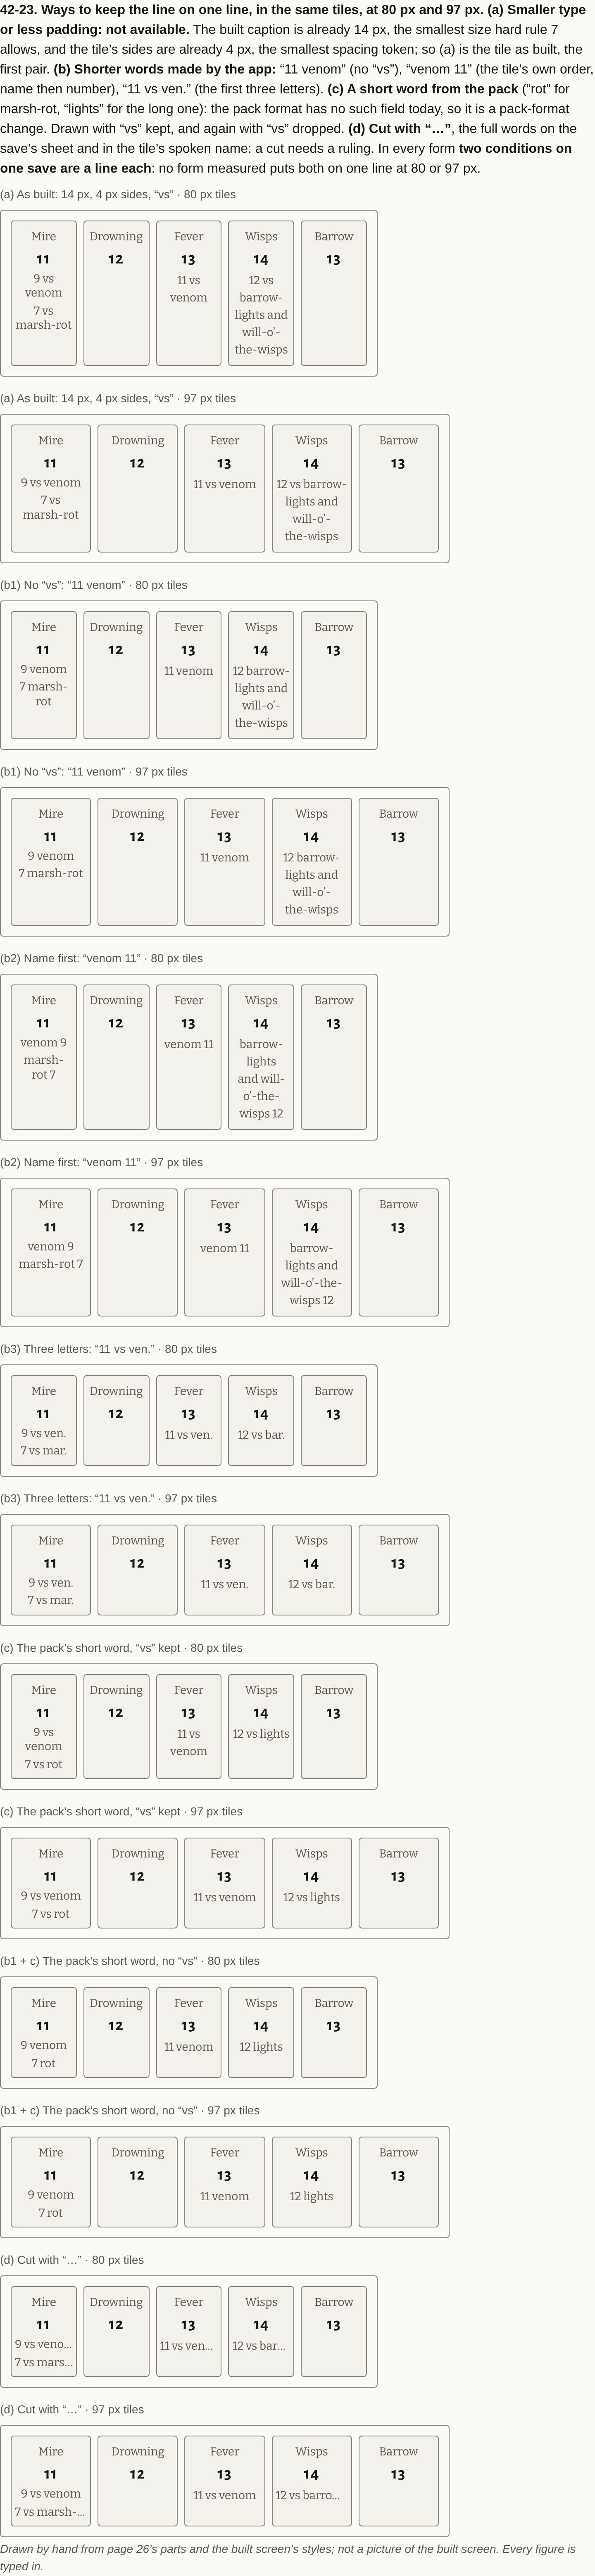 42-23. Ways to keep the line on one line, in the same tiles, at 80 px and 97 px. (a) Smaller type
or less padding: not available. The built caption is already 14 px, the smallest size hard rule 7
allows, and the tile’s sides are already 4 px, the smallest spacing token; so (a) is the tile as built, the
first pair. (b) Shorter words made by the app: “11 venom” (no “vs”), “venom 11” (the tile’s own order,
name then number), “11 vs ven.” (the first three letters). (c) A short word from the pack (“rot” for
marsh-rot, “lights” for the long one): the pack format has no such field today, so it is a pack-format
change. Drawn with “vs” kept, and again with “vs” dropped. (d) Cut with “…”, the full words on the
save’s sheet and in the tile’s spoken name: a cut needs a ruling. In every form two conditions on
one save are a line each: no form measured puts both on one line at 80 or 97 px.
(a) As built: 14 px, 4 px sides, “vs” · 80 px tiles
Mire
11
9 vs
venom
7 vs
marsh-rot
Drowning
12
Fever
13
11 vs
venom
Wisps
14
12 vs
barrow-
lights and
will-o’-
the-wisps
Barrow
13
(a) As built: 14 px, 4 px sides, “vs” · 97 px tiles
Mire
11
9 vs venom
7 vs
marsh-rot
Drowning
12
Fever
13
11 vs venom
Wisps
14
12 vs barrow-
lights and
will-o’-
the-wisps
Barrow
13
(b1) No “vs”: “11 venom” · 80 px tiles
Mire
11
9 venom
7 marsh-
rot
Drowning
12
Fever
13
11 venom
Wisps
14
12 barrow-
lights and
will-o’-
the-wisps
Barrow
13
(b1) No “vs”: “11 venom” · 97 px tiles
Mire
11
9 venom
7 marsh-rot
Drowning
12
Fever
13
11 venom
Wisps
14
12 barrow-
lights and
will-o’-
the-wisps
Barrow
13
(b2) Name first: “venom 11” · 80 px tiles
Mire
11
venom 9
marsh-
rot 7
Drowning
12
Fever
13
venom 11
Wisps
14
barrow-
lights
and will-
o’-the-
wisps 12
Barrow
13
(b2) Name first: “venom 11” · 97 px tiles
Mire
11
venom 9
marsh-rot 7
Drowning
12
Fever
13
venom 11
Wisps
14
barrow-
lights and
will-o’-the-
wisps 12
Barrow
13
(b3) Three letters: “11 vs ven.” · 80 px tiles
Mire
11
9 vs ven.
7 vs mar.
Drowning
12
Fever
13
11 vs ven.
Wisps
14
12 vs bar.
Barrow
13
(b3) Three letters: “11 vs ven.” · 97 px tiles
Mire
11
9 vs ven.
7 vs mar.
Drowning
12
Fever
13
11 vs ven.
Wisps
14
12 vs bar.
Barrow
13
(c) The pack’s short word, “vs” kept · 80 px tiles
Mire
11
9 vs
venom
7 vs rot
Drowning
12
Fever
13
11 vs
venom
Wisps
14
12 vs lights
Barrow
13
(c) The pack’s short word, “vs” kept · 97 px tiles
Mire
11
9 vs venom
7 vs rot
Drowning
12
Fever
13
11 vs venom
Wisps
14
12 vs lights
Barrow
13
(b1 + c) The pack’s short word, no “vs” · 80 px tiles
Mire
11
9 venom
7 rot
Drowning
12
Fever
13
11 venom
Wisps
14
12 lights
Barrow
13
(b1 + c) The pack’s short word, no “vs” · 97 px tiles
Mire
11
9 venom
7 rot
Drowning
12
Fever
13
11 venom
Wisps
14
12 lights
Barrow
13
(d) Cut with “…” · 80 px tiles
Mire
11
9 vs veno…
7 vs mars…
Drowning
12
Fever
13
11 vs ven…
Wisps
14
12 vs bar…
Barrow
13
(d) Cut with “…” · 97 px tiles
Mire
11
9 vs venom
7 vs marsh-…
Drowning
12
Fever
13
11 vs venom
Wisps
14
12 vs barro…
Barrow
13
Drawn by hand from page 26’s parts and the built screen’s styles; not a picture of the built screen. Every figure is
typed in.